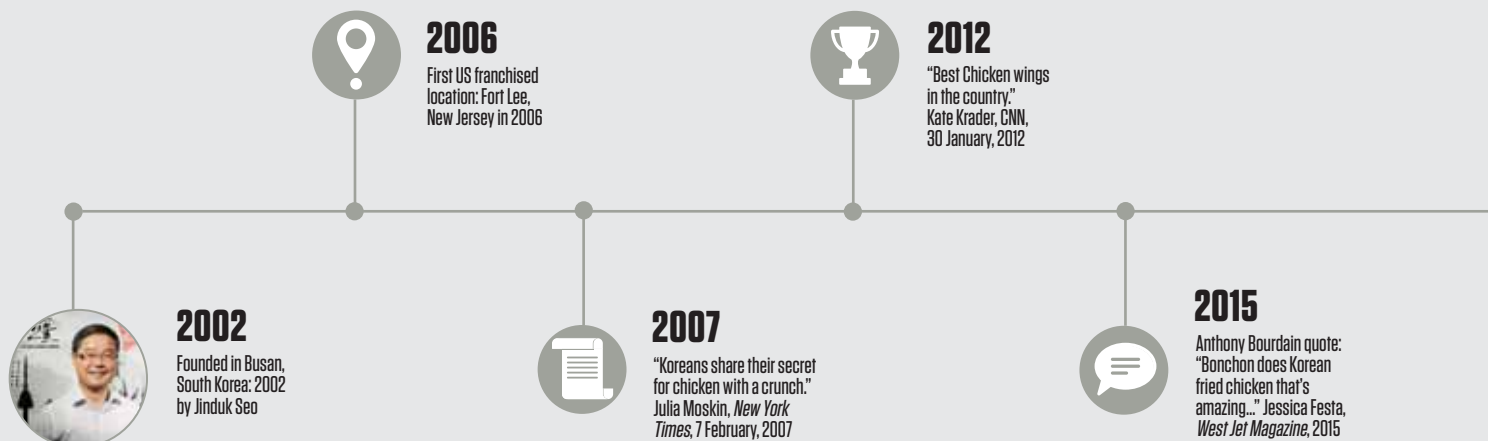 2002
Founded in Busan,
South Korea: 2002
by Jinduk Seo
2006
First US franchised
location: Fort Lee,
New Jersey in 2006
2007
“Koreans share their secret
for chicken with a crunch.”
Julia Moskin, New York
Times, 7 February, 2007
2012
“Best Chicken wings
in the country.”
Kate Krader, CNN,
30 January, 2012
2015
Anthony Bourdain quote:
“Bonchon does Korean
fried chicken that’s
amazing...” Jessica Festa,
West Jet Magazine, 2015